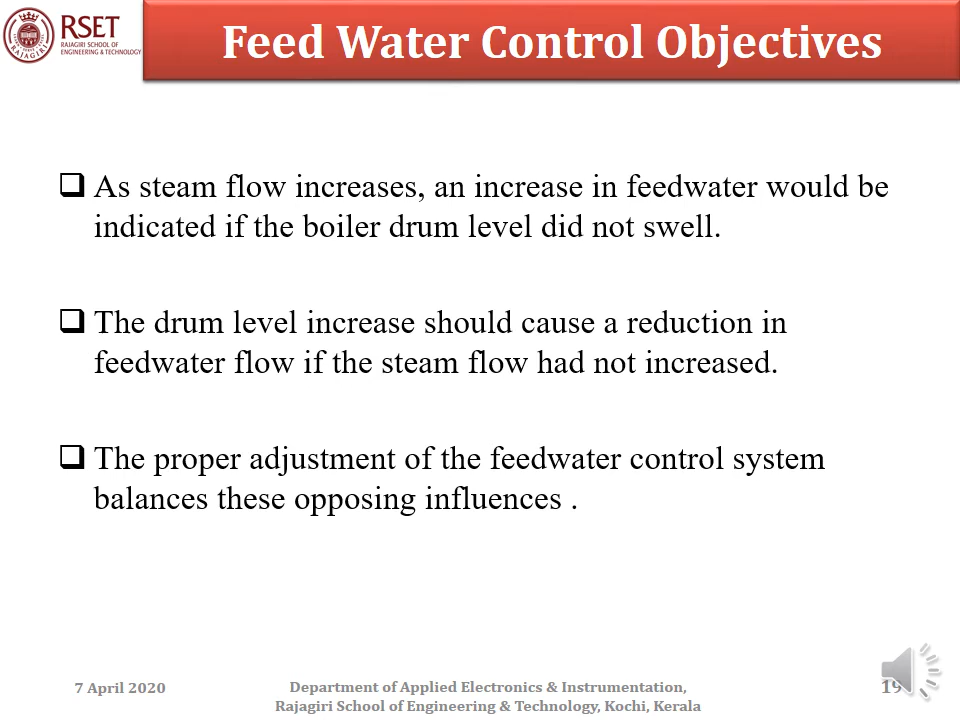 RSET
RAJAGIRI SCHOOL OF
ENGINEERING & TECHNOLOGY
RAJAGIRI
Feed Water Control Objectives
As steam flow increases, an increase in feedwater would be
indicated if the boiler drum level did not swell.
The drum level increase should cause a reduction in
feedwater flow if the steam flow had not increased.
The proper adjustment of the feedwater control system
balances these opposing influences .
7 April 2020
Department of Applied Electronics & Instrumentation,
Rajagiri School of Engineering & Technology, Kochi, Kerala
19